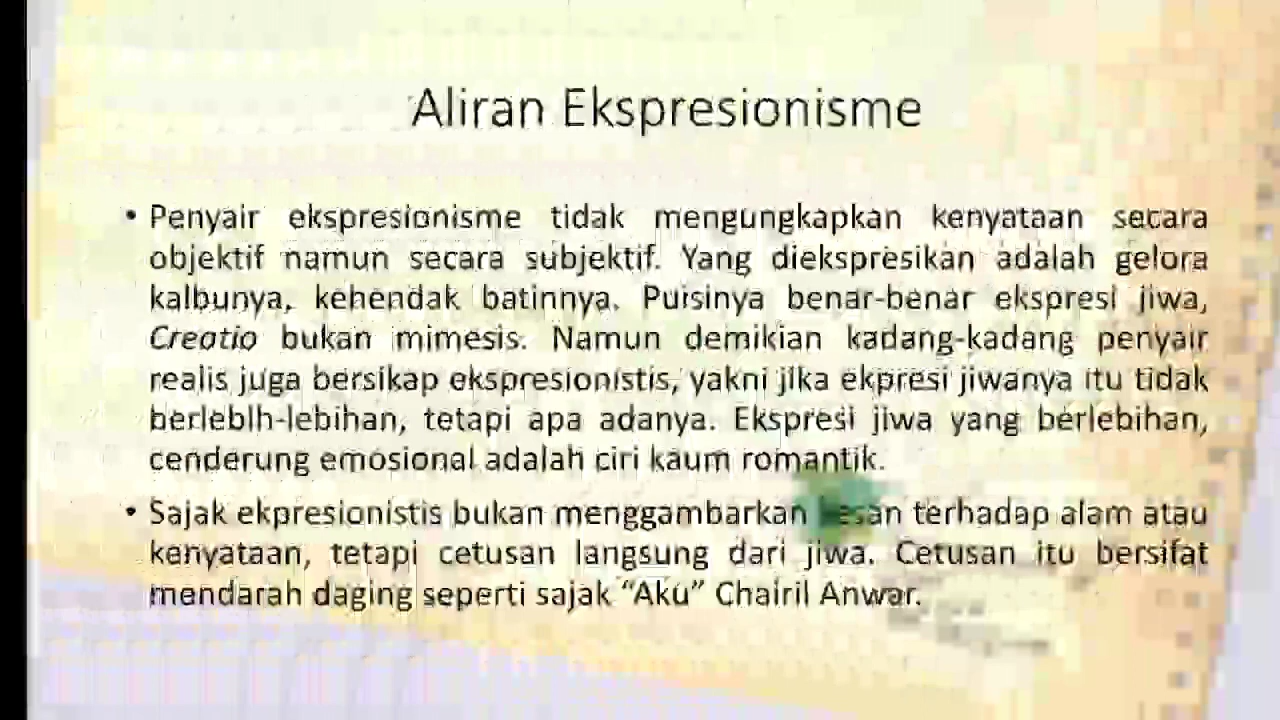 Aliran Ekspresionisme
• Penyair ekspresionisme tidak mengungkapkan kenyataan secara
objektif namun secara subjektif. Yang diekspresikan adalah gelora
kalbunya, kehendak batinnya. Puisinya benar-benar ekspresi jiwa,
Creatio bukan mimesis. Namun demikian kadang-kadang penyair
realis juga bersikap ekspresionistis, yakni jika ekpresi jiwanya itu tidak
berlebih-lebihan, tetapi apa adanya. Ekspresi jiwa yang berlebihan,
cenderung emosional adalah ciri kaum romantik.
• Sajak ekpresionistis bukan menggambarkan kesan terhadap alam atau
kenyataan, tetapi cetusan langsung dari jiwa. Cetusan itu bersifat
mendarah daging seperti sajak “Aku” Chairil Anwar.